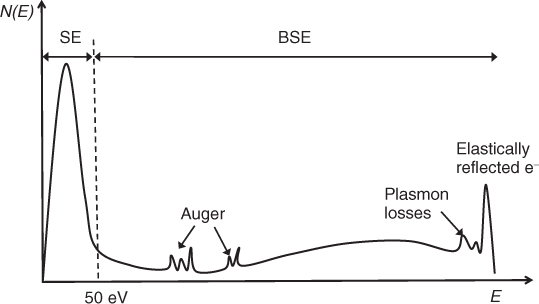 N(E)
SE
BSE
Elastically
reflected e⁻
Plasmon
losses
Auger
50 eV
E